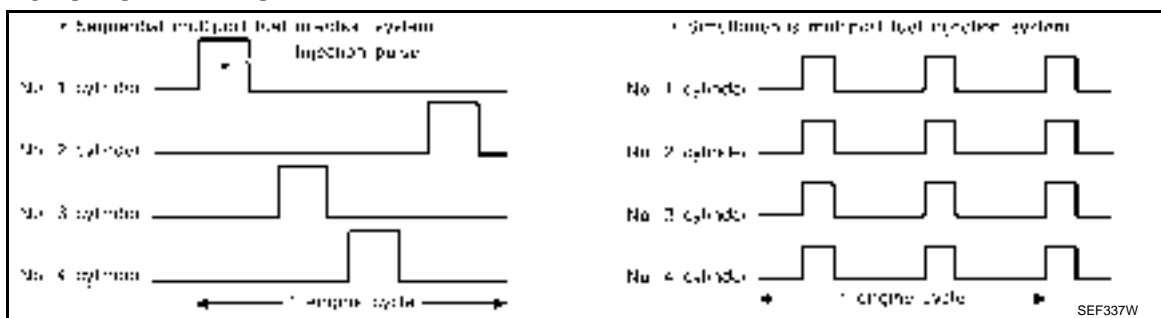 • Sequential multiport fuel injection system
Injection pulse
No. 1 cylinder
No. 2 cylinder
No. 3 cylinder
No. 4 cylinder
1 engine cycle
• Simultaneous multiport fuel injection system
No. 1 cylinder
No. 2 cylinder
No. 3 cylinder
No. 4 cylinder
1 engine cycle
SEF337W